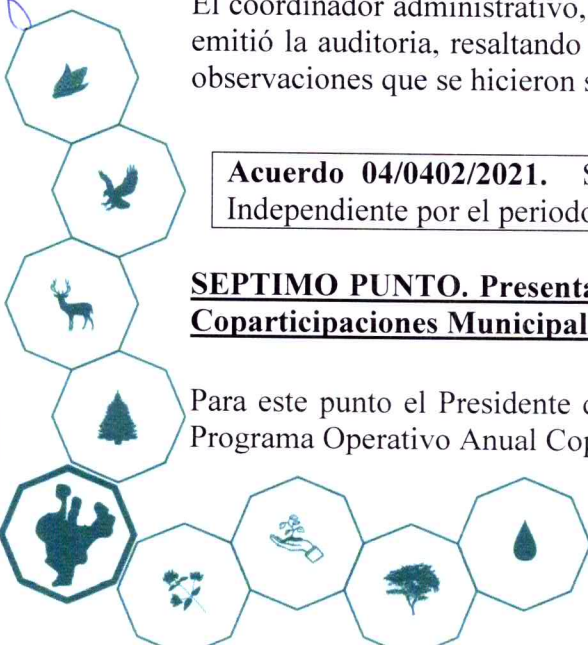 El coordinador administrativo,
emitió la auditoria, resaltando
observaciones que se hicieron
Acuerdo 04/0402/2021. S
Independiente por el periodo
SEPTIMO PUNTO. Presenta
Coparticipaciones Municipal
Para este punto el Presidente
Programa Operativo Anual Cop